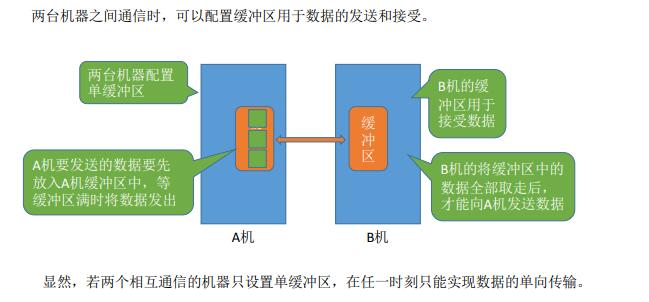 两台机器之间通信时，可以配置缓冲区用于数据的发送和接受。
两台机器配置
单缓冲区
B机的缓
冲区用于
接受数据
缓
冲
区
A机要发送的数据要先
放入A机缓冲区中，等
缓冲区满时将数据发出
B机的将缓冲区中的
数据全部取走后，
才能向A机发送数据
A机
B机
显然，若两个相互通信的机器只设置单缓冲区，在任一时刻只能实现数据的单向传输。